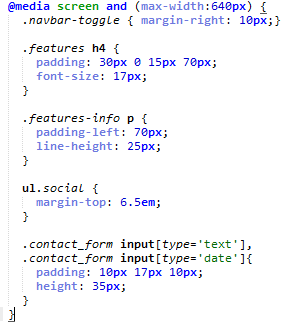 @media screen and (max-width:640px) {
.navbar-toggle { margin-right: 10px;}
.features h4 {
padding: 30px 0 15px 70px;
font-size: 17px;
}
.features-info p {
padding-left: 70px;
line-height: 25px;
}
ul.social {
margin-top: 6.5em;
}
.contact_form input[type='text'],
.contact_form input[type='date']{
padding: 10px 17px 10px;
height: 35px;
}
}